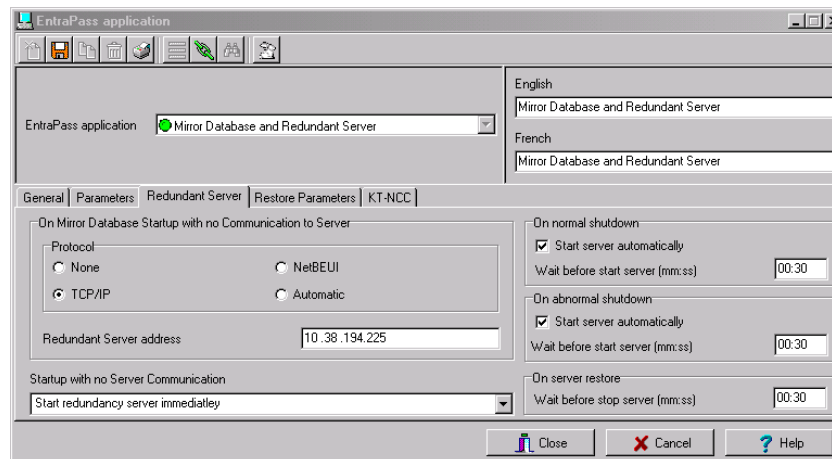 EntraPass application
English
Mirror Database and Redundant Server
EntraPass application
Mirror Database and Redundant Server
French
Mirror Database and Redundant Server
General
Parameters
Redundant Server
Restore Parameters
KT-NCC
On Mirror Database Startup with no Communication to Server
Protocol
None
NetBEUI
TCP/IP
Automatic
Redundant Server address
10 .38 .194.225
Startup with no Server Communication
Start redundancy server immediatley
On normal shutdown
Start server automatically
Wait before start server (mm:ss)
00:30
On abnormal shutdown
Start server automatically
Wait before start server (mm:ss)
00:30
On server restore
Wait before stop server (mm:ss)
00:30
Close
Cancel
Help